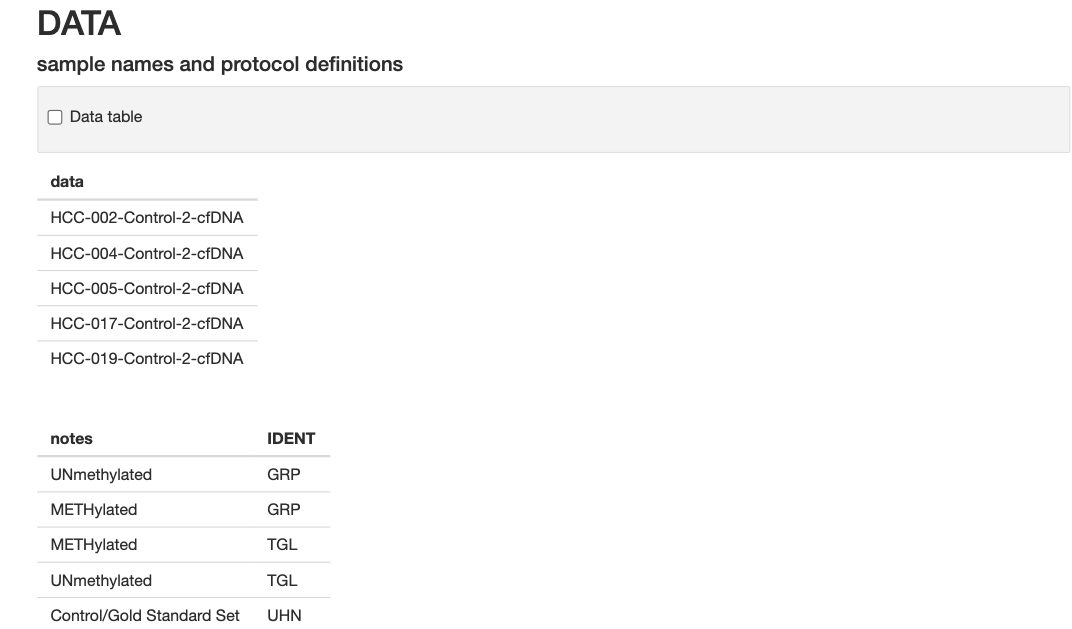 DATA
sample names and protocol definitions
Data table
data
HCC-002-Control-2-cfDNA
HCC-004-Control-2-cfDNA
HCC-005-Control-2-cfDNA
HCC-017-Control-2-cfDNA
HCC-019-Control-2-cfDNA
notes IDENT
UNmethylated GRP
METHylated GRP
METHylated TGL
UNmethylated TGL
Control/Gold Standard Set UHN